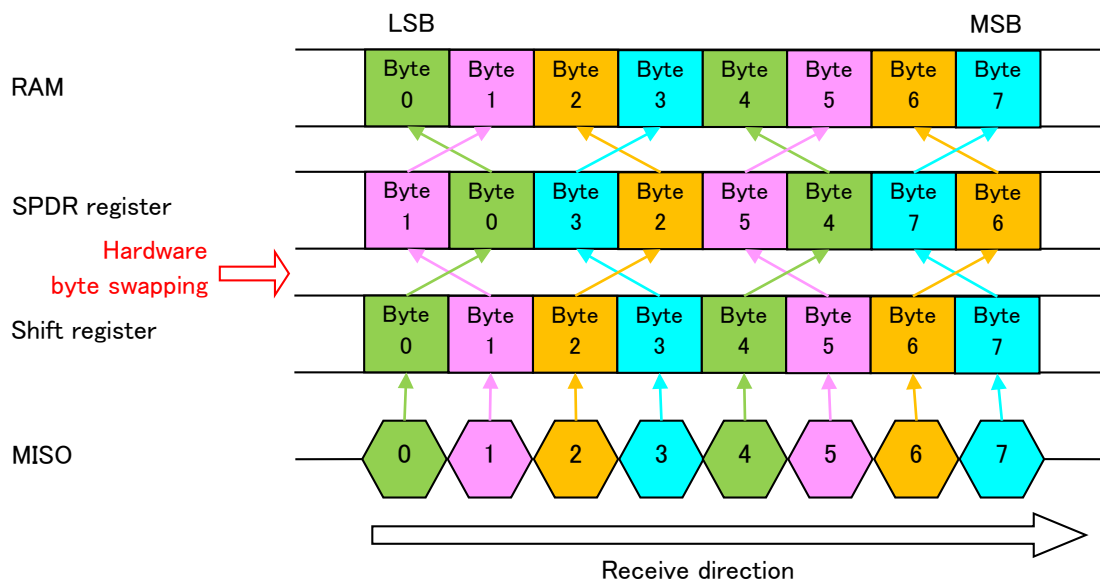 LSB MSB
RAM
Byte Byte Byte Byte Byte Byte Byte Byte
0 1 2 3 4 5 6 7
SPDR register
Byte Byte Byte Byte Byte Byte Byte Byte
1 0 3 2 5 4 7 6
Hardware
byte swapping
Shift register
Byte Byte Byte Byte Byte Byte Byte Byte
0 1 2 3 4 5 6 7
MISO
0 1 2 3 4 5 6 7
Receive direction